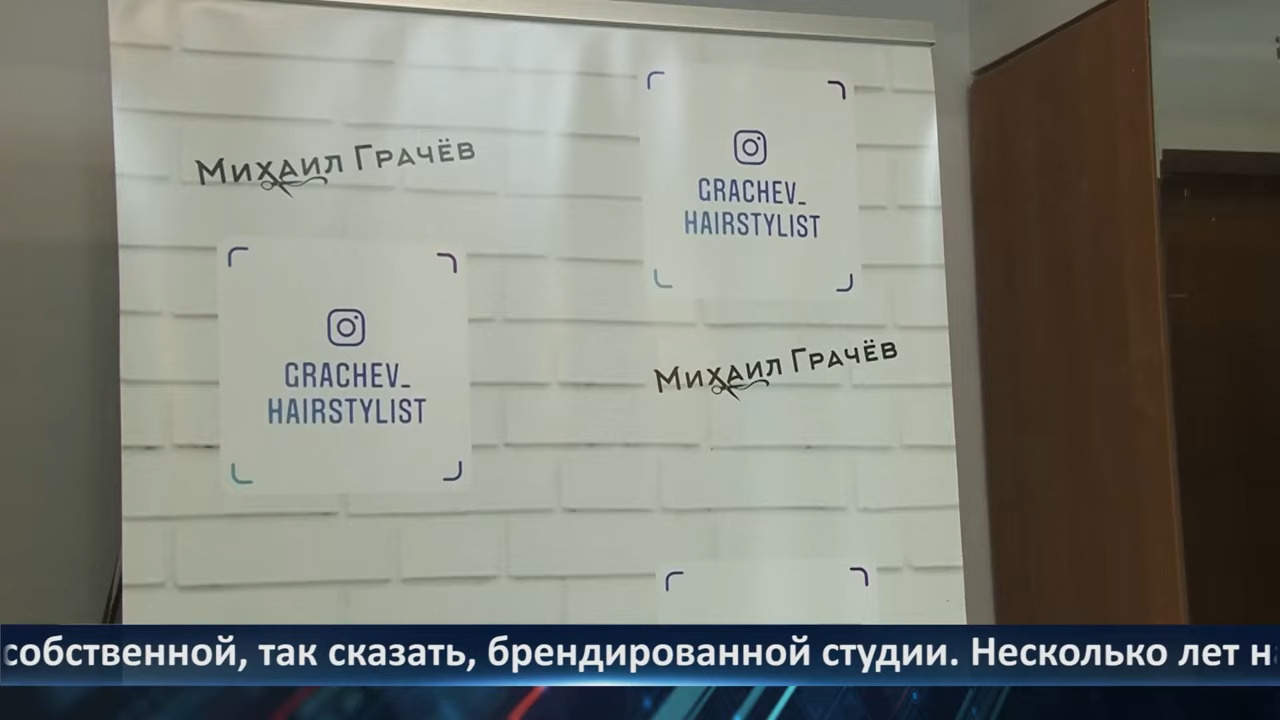 Михаил Грачёв
GRACHEV_
HAIRSTYLIST
GRACHEV_
HAIRSTYLIST
Михаил Грачёв
собственной, так сказать, брендированной студии. Несколько лет н